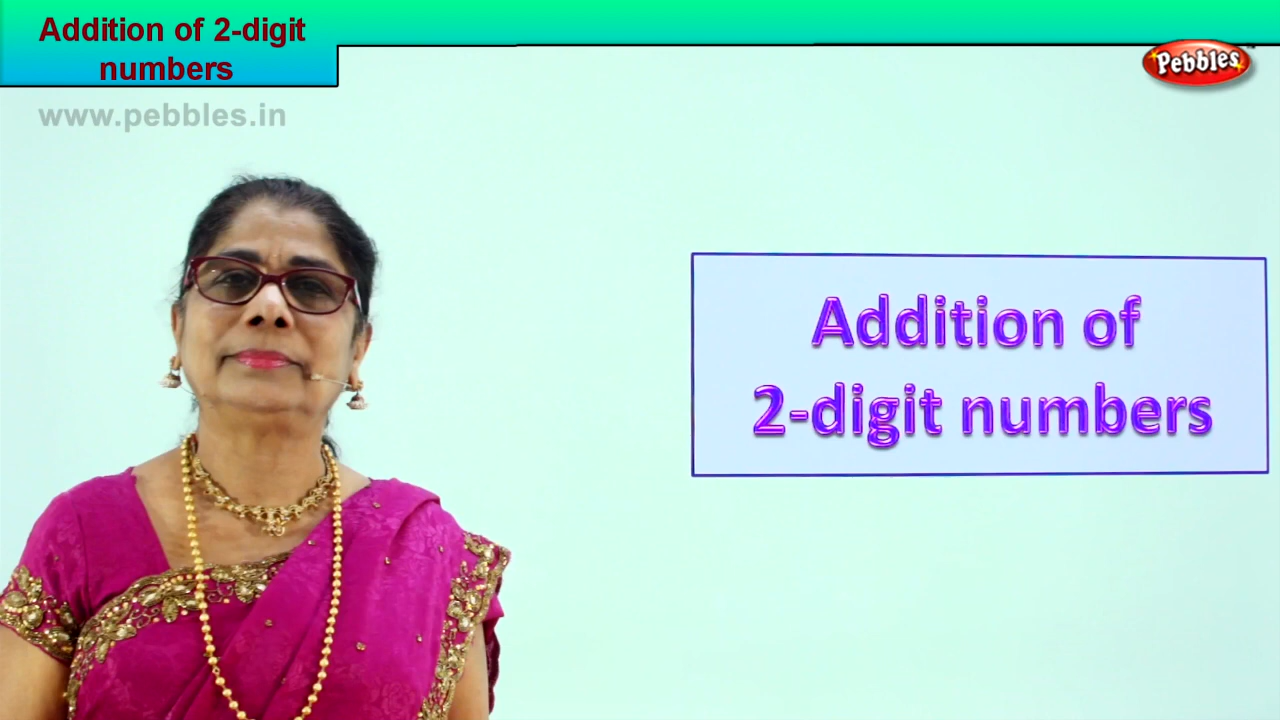 Addition of 2-digit
numbers
Pebbles
www.pebbles.in
Addition of
2-digit numbers